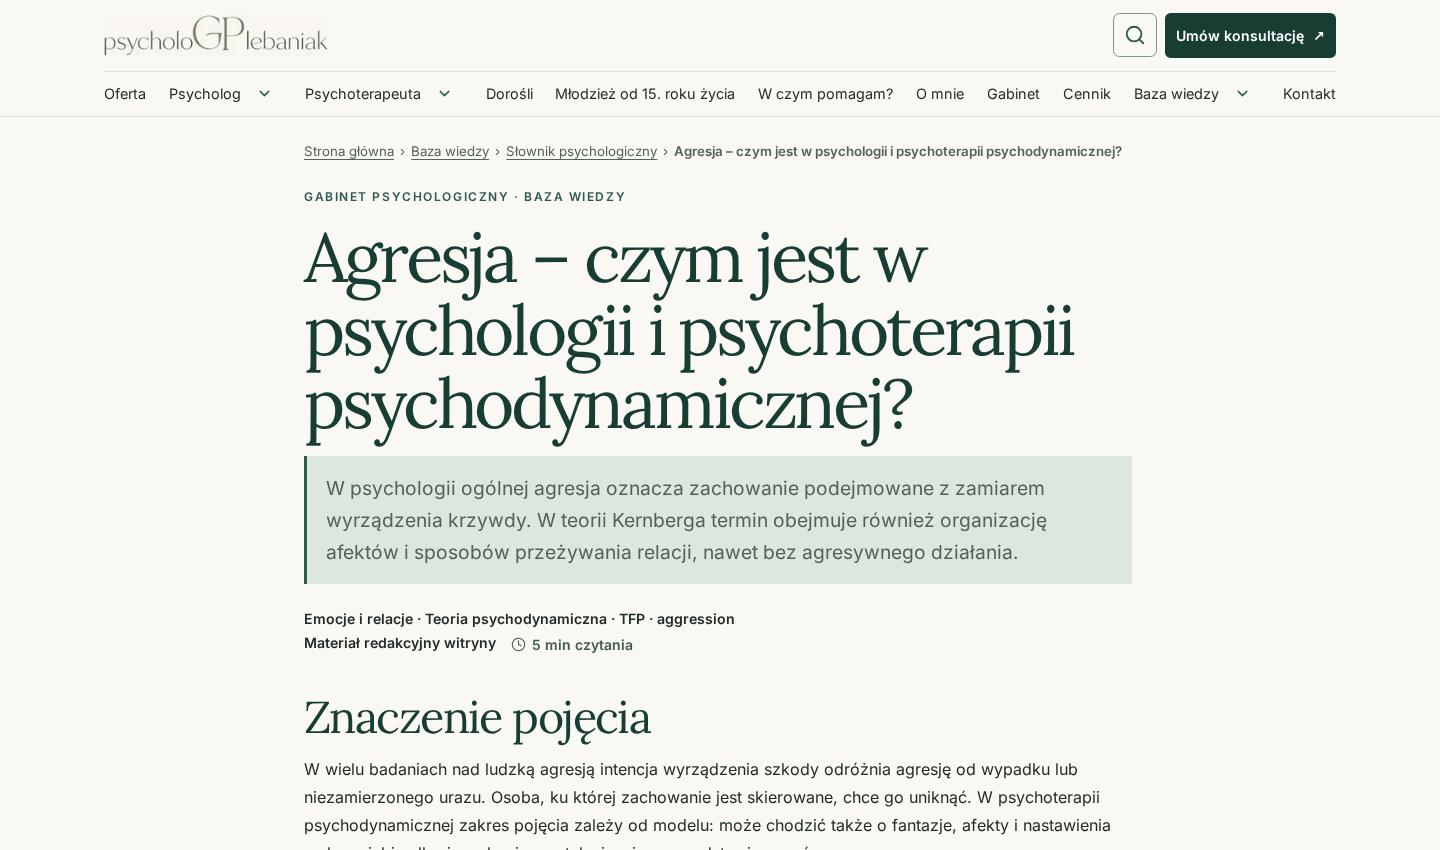 psycholoGPlebaniak
Umów konsultację ↗
Oferta Psycholog Psychoterapeuta Dorośli Młodzież od 15. roku życia W czym pomagam? O mnie Gabinet Cennik Baza wiedzy Kontakt
Strona główna › Baza wiedzy › Słownik psychologiczny › Agresja – czym jest w psychologii i psychoterapii psychodynamicznej?
GABINET PSYCHOLOGICZNY · BAZA WIEDZY
Agresja – czym jest w
psychologii i psychoterapii
psychodynamicznej?
W psychologii ogólnej agresja oznacza zachowanie podejmowane z zamiarem
wyrządzenia krzywdy. W teorii Kernberga termin obejmuje również organizację
afektów i sposobów przeżywania relacji, nawet bez agresywnego działania.
Emocje i relacje · Teoria psychodynamiczna · TFP · aggression
Materiał redakcyjny witryny 5 min czytania
Znaczenie pojęcia
W wielu badaniach nad ludzką agresją intencja wyrządzenia szkody odróżnia agresję od wypadku lub
niezamierzonego urazu. Osoba, ku której zachowanie jest skierowane, chce go uniknąć. W psychoterapii
psychodynamicznej zakres pojęcia zależy od modelu: może chodzić także o fantazje, afekty i nastawienia